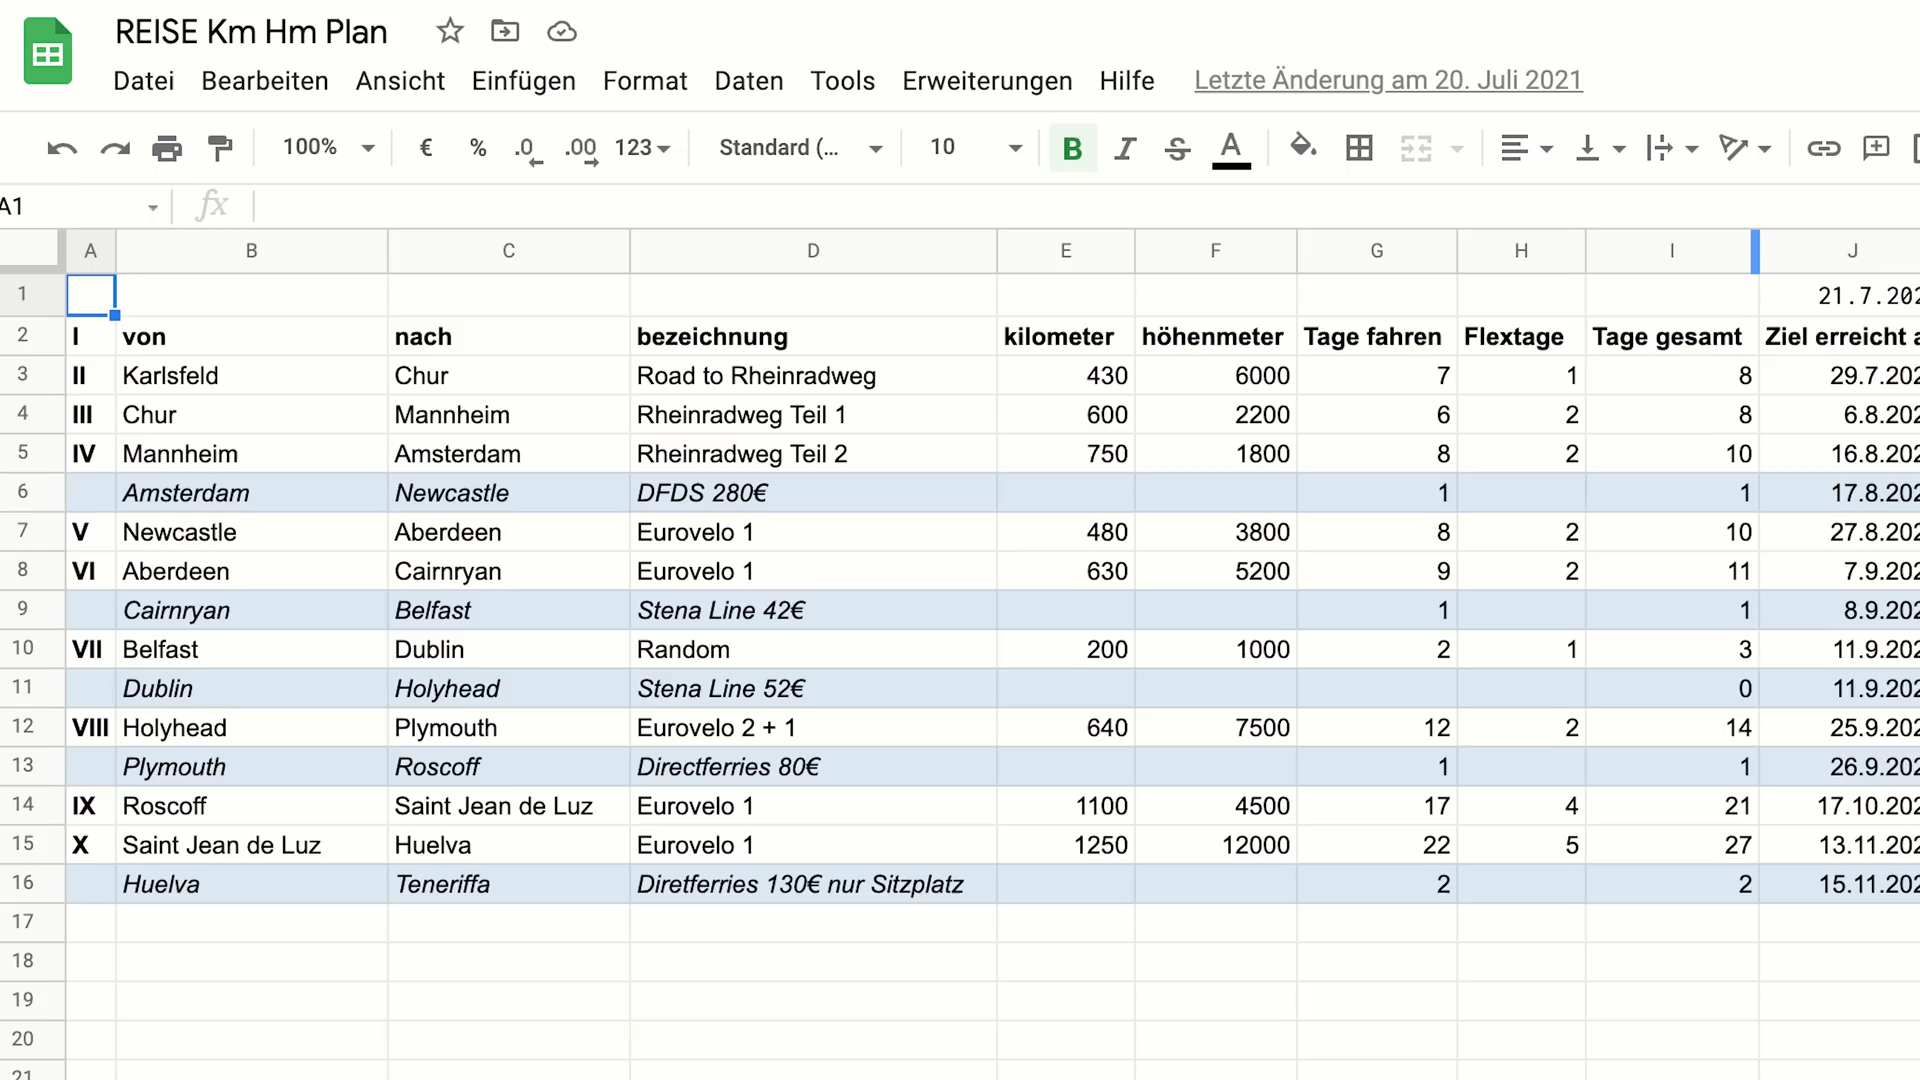 REISE Km Hm Plan
Datei Bearbeiten Ansicht Einfügen Format Daten Tools Erweiterungen Hilfe Letzte Änderung am 20. Juli 2021
100% € % .0 .00 123 Standard (... 10 B I S A
A1 fx
A B C D E F G H I J
1 21.7.202
2 I von nach bezeichnung kilometer höhenmeter Tage fahren Flextage Tage gesamt Ziel erreicht a
3 II Karlsfeld Chur Road to Rheinradweg 430 6000 7 1 8 29.7.202
4 III Chur Mannheim Rheinradweg Teil 1 600 2200 6 2 8 6.8.202
5 IV Mannheim Amsterdam Rheinradweg Teil 2 750 1800 8 2 10 16.8.202
6 Amsterdam Newcastle DFDS 280€ 1 1 17.8.202
7 V Newcastle Aberdeen Eurovelo 1 480 3800 8 2 10 27.8.202
8 VI Aberdeen Cairnryan Eurovelo 1 630 5200 9 2 11 7.9.202
9 Cairnryan Belfast Stena Line 42€ 1 1 8.9.202
10 VII Belfast Dublin Random 200 1000 2 1 3 11.9.202
11 Dublin Holyhead Stena Line 52€ 0 11.9.202
12 VIII Holyhead Plymouth Eurovelo 2 + 1 640 7500 12 2 14 25.9.202
13 Plymouth Roscoff Directferries 80€ 1 1 26.9.202
14 IX Roscoff Saint Jean de Luz Eurovelo 1 1100 4500 17 4 21 17.10.202
15 X Saint Jean de Luz Huelva Eurovelo 1 1250 12000 22 5 27 13.11.202
16 Huelva Teneriffa Diretferries 130€ nur Sitzplatz 2 2 15.11.202
17
18
19
20
21